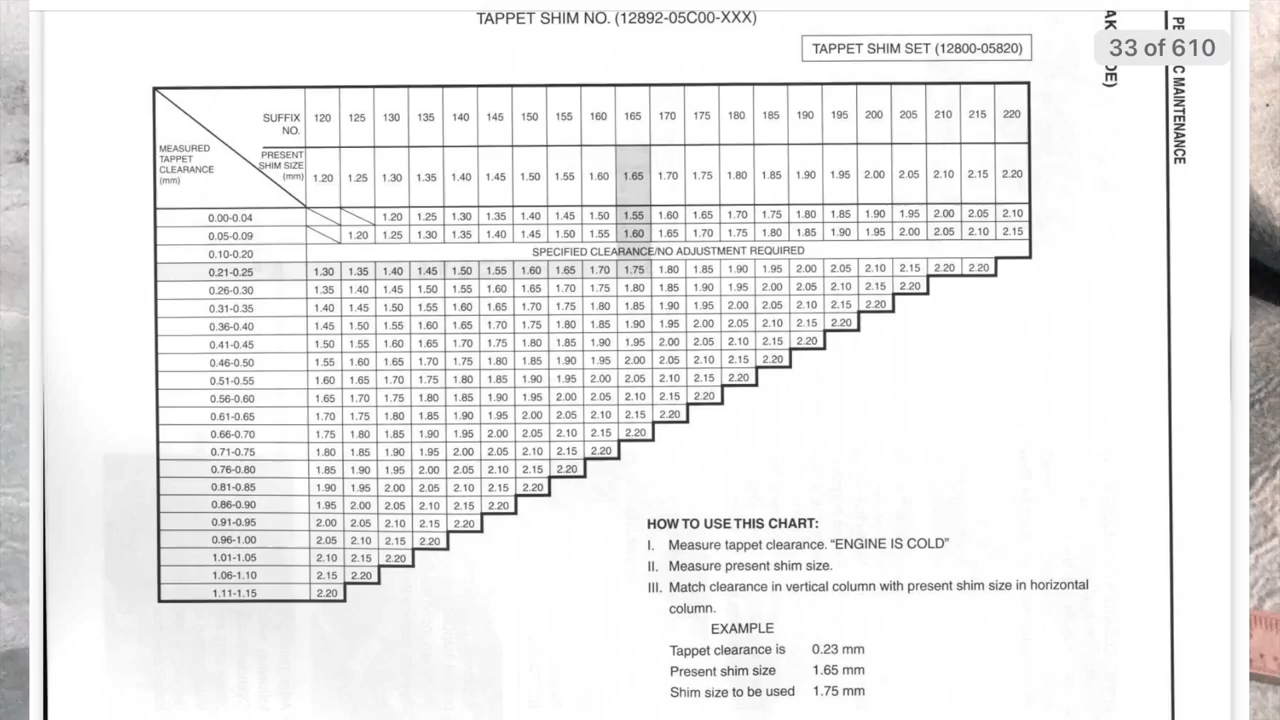 TAPPET SHIM NO. (12892-05C00-XXX)
TAPPET SHIM SET (12800-05820)
33 of 610
PE
C MAINTENANCE
AK
DE)
SUFFIX NO. 120 125 130 135 140 145 150 155 160 165 170 175 180 185 190 195 200 205 210 215 220
MEASURED TAPPET CLEARANCE (mm)
PRESENT SHIM SIZE (mm) 1.20 1.25 1.30 1.35 1.40 1.45 1.50 1.55 1.60 1.65 1.70 1.75 1.80 1.85 1.90 1.95 2.00 2.05 2.10 2.15 2.20
0.00-0.04 1.20 1.25 1.30 1.35 1.40 1.45 1.50 1.55 1.60 1.65 1.70 1.75 1.80 1.85 1.90 1.95 2.00 2.05 2.10
0.05-0.09 1.20 1.25 1.30 1.35 1.40 1.45 1.50 1.55 1.60 1.65 1.70 1.75 1.80 1.85 1.90 1.95 2.00 2.05 2.10 2.15
0.10-0.20 SPECIFIED CLEARANCE/NO ADJUSTMENT REQUIRED
0.21-0.25 1.30 1.35 1.40 1.45 1.50 1.55 1.60 1.65 1.70 1.75 1.80 1.85 1.90 1.95 2.00 2.05 2.10 2.15 2.20 2.20
0.26-0.30 1.35 1.40 1.45 1.50 1.55 1.60 1.65 1.70 1.75 1.80 1.85 1.90 1.95 2.00 2.05 2.10 2.15 2.20
0.31-0.35 1.40 1.45 1.50 1.55 1.60 1.65 1.70 1.75 1.80 1.85 1.90 1.95 2.00 2.05 2.10 2.15 2.20
0.36-0.40 1.45 1.50 1.55 1.60 1.65 1.70 1.75 1.80 1.85 1.90 1.95 2.00 2.05 2.10 2.15 2.20
0.41-0.45 1.50 1.55 1.60 1.65 1.70 1.75 1.80 1.85 1.90 1.95 2.00 2.05 2.10 2.15 2.20
0.46-0.50 1.55 1.60 1.65 1.70 1.75 1.80 1.85 1.90 1.95 2.00 2.05 2.10 2.15 2.20
0.51-0.55 1.60 1.65 1.70 1.75 1.80 1.85 1.90 1.95 2.00 2.05 2.10 2.15 2.20
0.56-0.60 1.65 1.70 1.75 1.80 1.85 1.90 1.95 2.00 2.05 2.10 2.15 2.20
0.61-0.65 1.70 1.75 1.80 1.85 1.90 1.95 2.00 2.05 2.10 2.15 2.20
0.66-0.70 1.75 1.80 1.85 1.90 1.95 2.00 2.05 2.10 2.15 2.20
0.71-0.75 1.80 1.85 1.90 1.95 2.00 2.05 2.10 2.15 2.20
0.76-0.80 1.85 1.90 1.95 2.00 2.05 2.10 2.15 2.20
0.81-0.85 1.90 1.95 2.00 2.05 2.10 2.15 2.20
0.86-0.90 1.95 2.00 2.05 2.10 2.15 2.20
0.91-0.95 2.00 2.05 2.10 2.15 2.20
0.96-1.00 2.05 2.10 2.15 2.20
1.01-1.05 2.10 2.15 2.20
1.06-1.10 2.15 2.20
1.11-1.15 2.20
HOW TO USE THIS CHART:
I. Measure tappet clearance. “ENGINE IS COLD”
II. Measure present shim size.
III. Match clearance in vertical column with present shim size in horizontal
column.
EXAMPLE
Tappet clearance is 0.23 mm
Present shim size 1.65 mm
Shim size to be used 1.75 mm